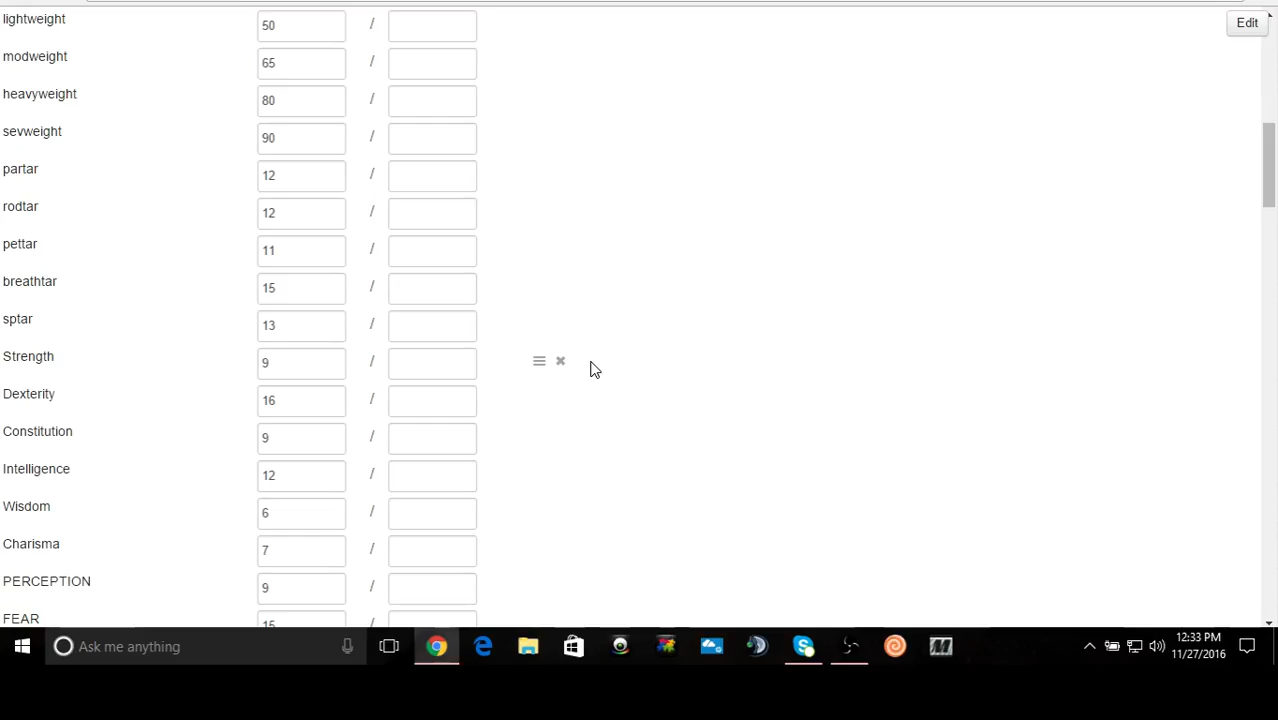 lightweight 50 /
Edit
modweight 65 /
heavyweight 80 /
sevweight 90 /
partar 12 /
rodtar 12 /
pettar 11 /
breathtar 15 /
sptar 13 /
Strength 9 /
Dexterity 16 /
Constitution 9 /
Intelligence 12 /
Wisdom 6 /
Charisma 7 /
PERCEPTION 9 /
FEAR 15 /
Ask me anything
12:33 PM
11/27/2016